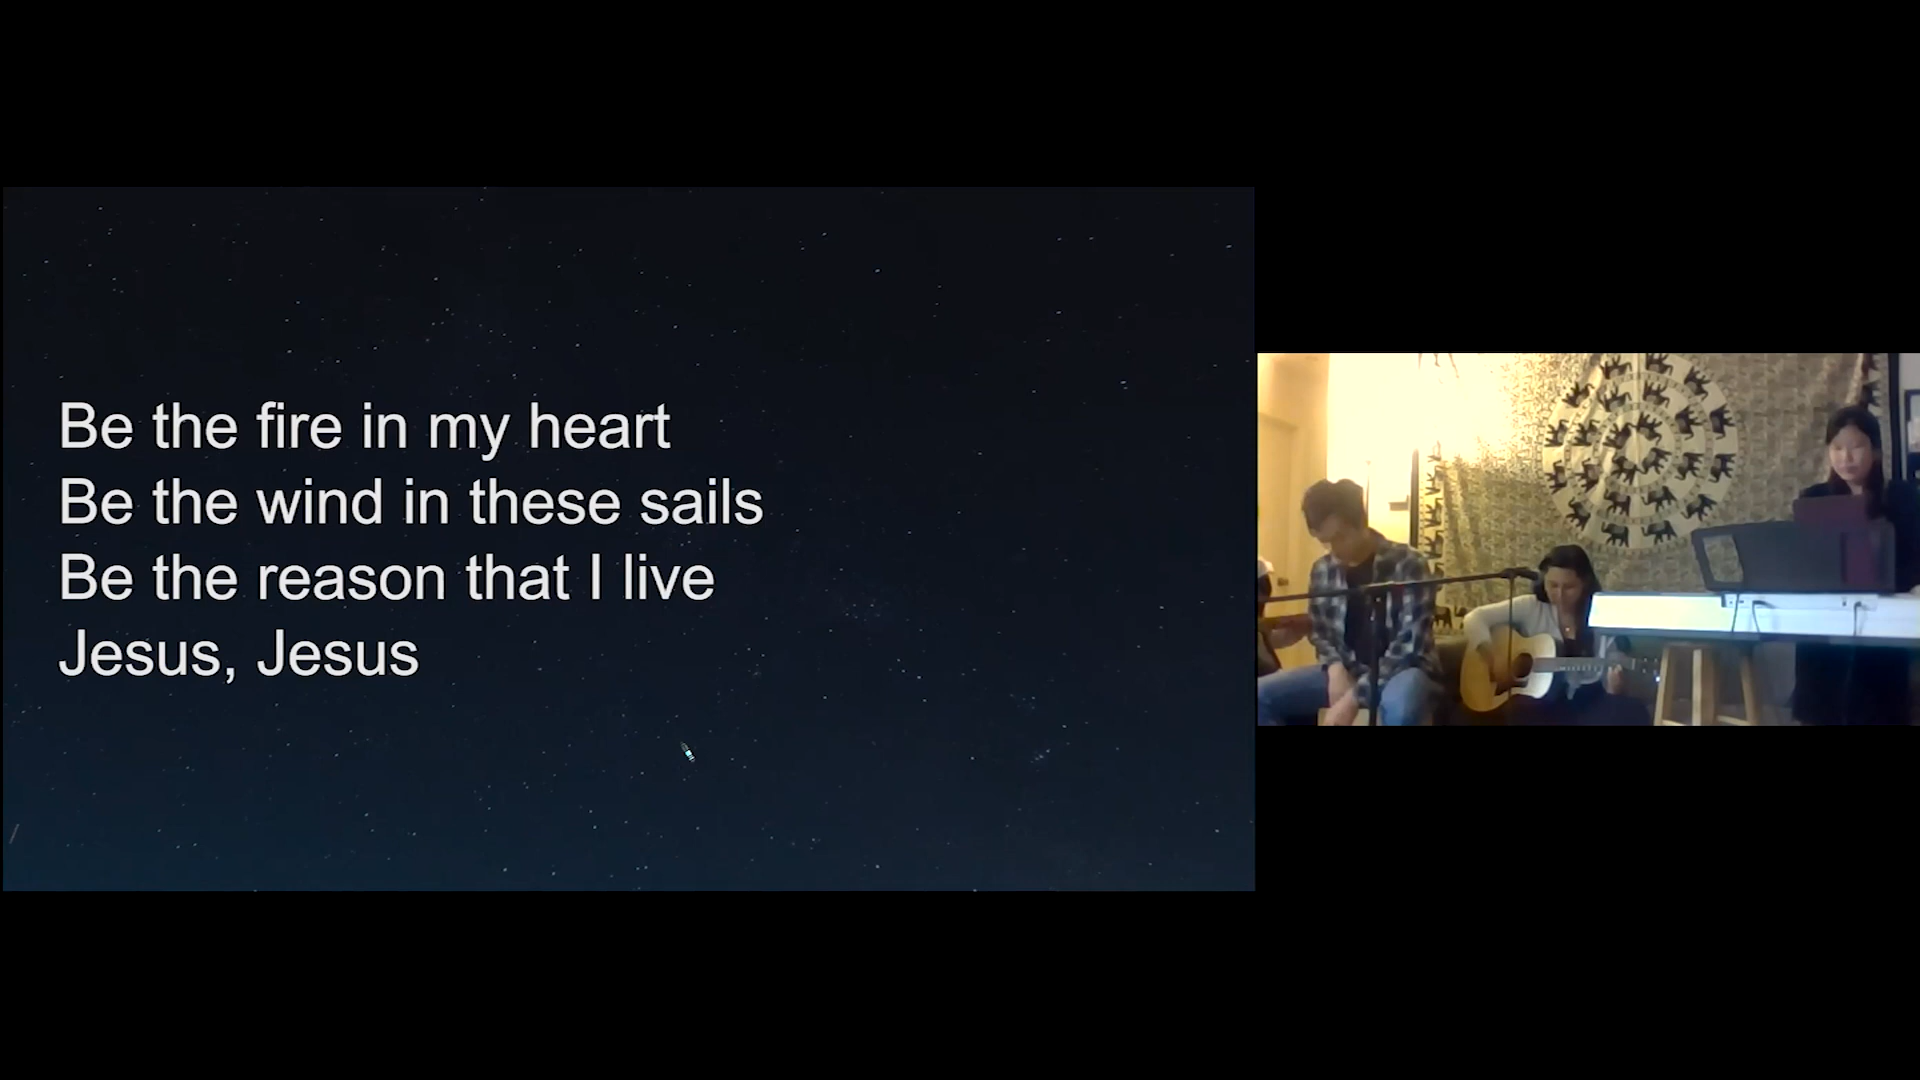 Be the fire in my heart
Be the wind in these sails
Be the reason that I live
Jesus, Jesus